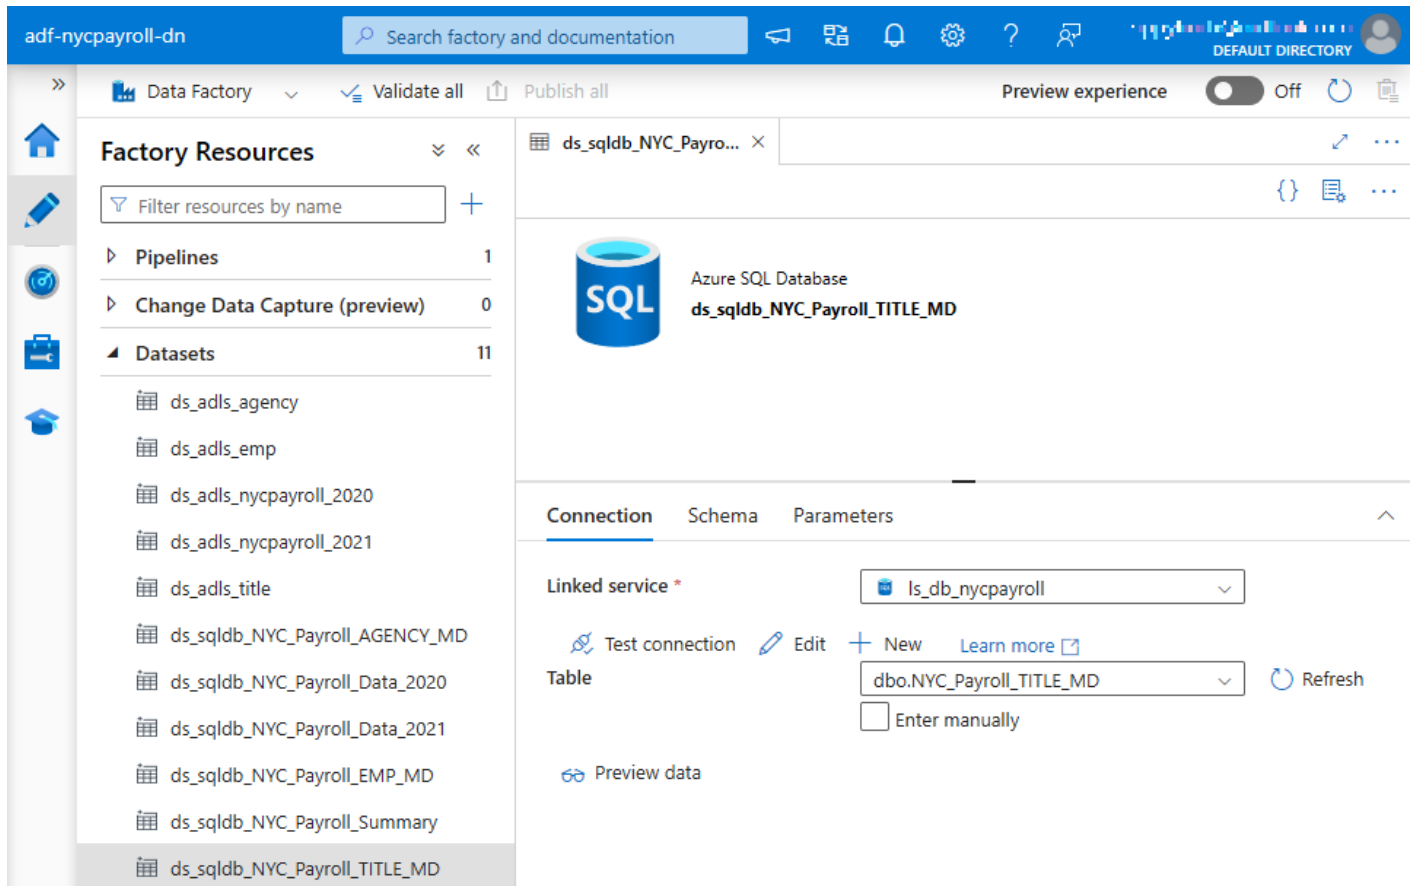 adf-nycpayroll-dn
Search factory and documentation
DEFAULT DIRECTORY
Data Factory
Validate all
Publish all
Preview experience
Off
Factory Resources
Filter resources by name
Pipelines 1
Change Data Capture (preview) 0
Datasets 11
ds_adls_agency
ds_adls_emp
ds_adls_nycpayroll_2020
ds_adls_nycpayroll_2021
ds_adls_title
ds_sqldb_NYC_Payroll_AGENCY_MD
ds_sqldb_NYC_Payroll_Data_2020
ds_sqldb_NYC_Payroll_Data_2021
ds_sqldb_NYC_Payroll_EMP_MD
ds_sqldb_NYC_Payroll_Summary
ds_sqldb_NYC_Payroll_TITLE_MD
ds_sqldb_NYC_Payro...
SQL
Azure SQL Database
ds_sqldb_NYC_Payroll_TITLE_MD
Connection Schema Parameters
Linked service *
ls_db_nycpayroll
Test connection Edit New Learn more
Table
dbo.NYC_Payroll_TITLE_MD
Refresh
Enter manually
Preview data